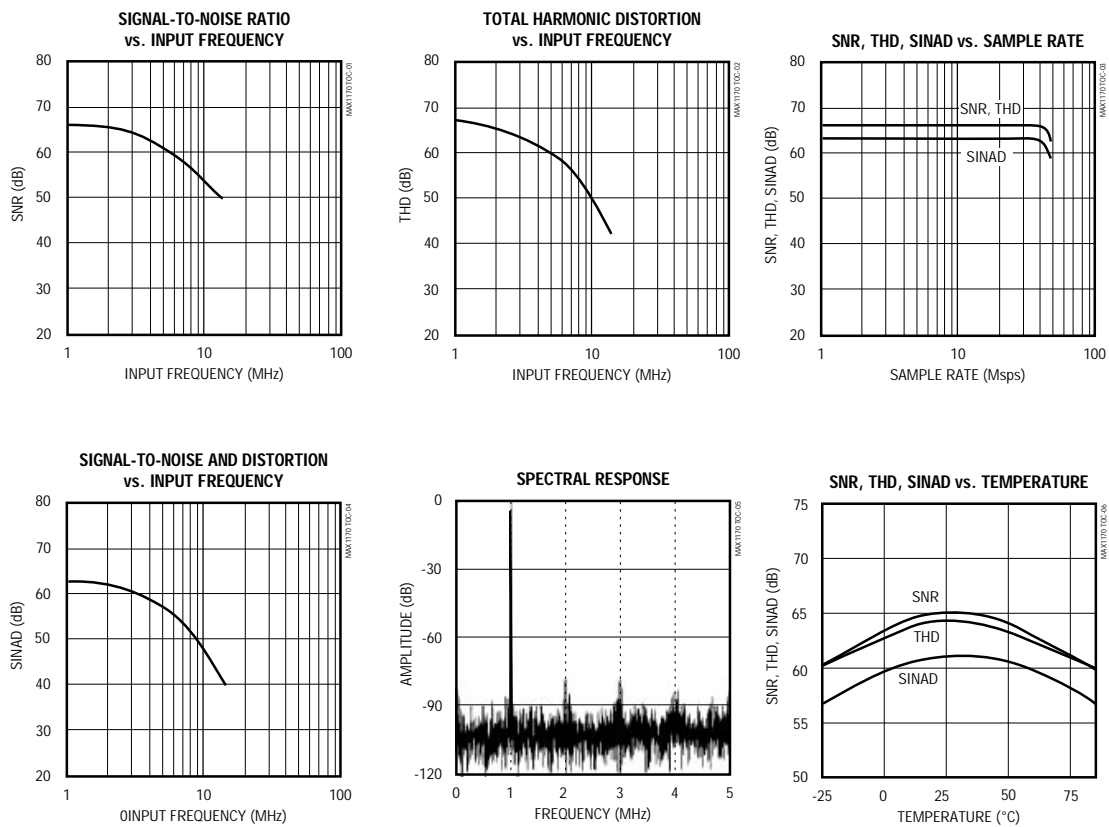 SIGNAL-TO-NOISE RATIO
vs. INPUT FREQUENCY
MAX1170 TOC-01
80
70
60
50
40
30
20
SNR (dB)
1
10
100
INPUT FREQUENCY (MHz)
TOTAL HARMONIC DISTORTION
vs. INPUT FREQUENCY
MAX1170 TOC-02
80
70
60
50
40
30
20
THD (dB)
1
10
100
INPUT FREQUENCY (MHz)
SNR, THD, SINAD vs. SAMPLE RATE
MAX1170 TOC-03
80
70
60
50
40
30
20
SNR, THD, SINAD (dB)
SNR, THD
SINAD
1
10
100
SAMPLE RATE (Msps)
SIGNAL-TO-NOISE AND DISTORTION
vs. INPUT FREQUENCY
MAX1170 TOC-04
80
70
60
50
40
30
20
SINAD (dB)
1
10
100
0INPUT FREQUENCY (MHz)
SPECTRAL RESPONSE
MAX1170 TOC-05
0
-30
-60
-90
-120
AMPLITUDE (dB)
0
1
2
3
4
5
FREQUENCY (MHz)
SNR, THD, SINAD vs. TEMPERATURE
MAX1170 TOC-06
75
70
65
60
55
50
SNR, THD, SINAD (dB)
SNR
THD
SINAD
-25
0
25
50
75
TEMPERATURE (°C)